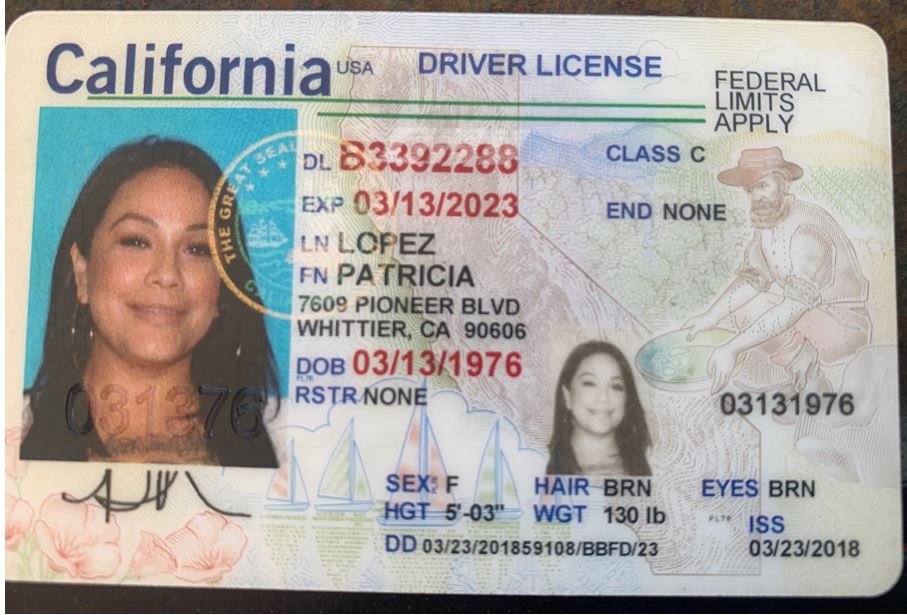 California USA DRIVER LICENSE
FEDERAL
LIMITS
APPLY
THE GREAT SEAL
DL B3392288
CLASS C
EXP 03/13/2023
END NONE
LN LOPEZ
FN PATRICIA
7609 PIONEER BLVD
WHITTIER, CA 90606
DOB 03/13/1976
RSTR NONE
031376
03131976
SEX F
HAIR BRN
EYES BRN
HGT 5'-03"
WGT 130 lb
ISS
DD 03/23/201859108/BBFD/23
03/23/2018